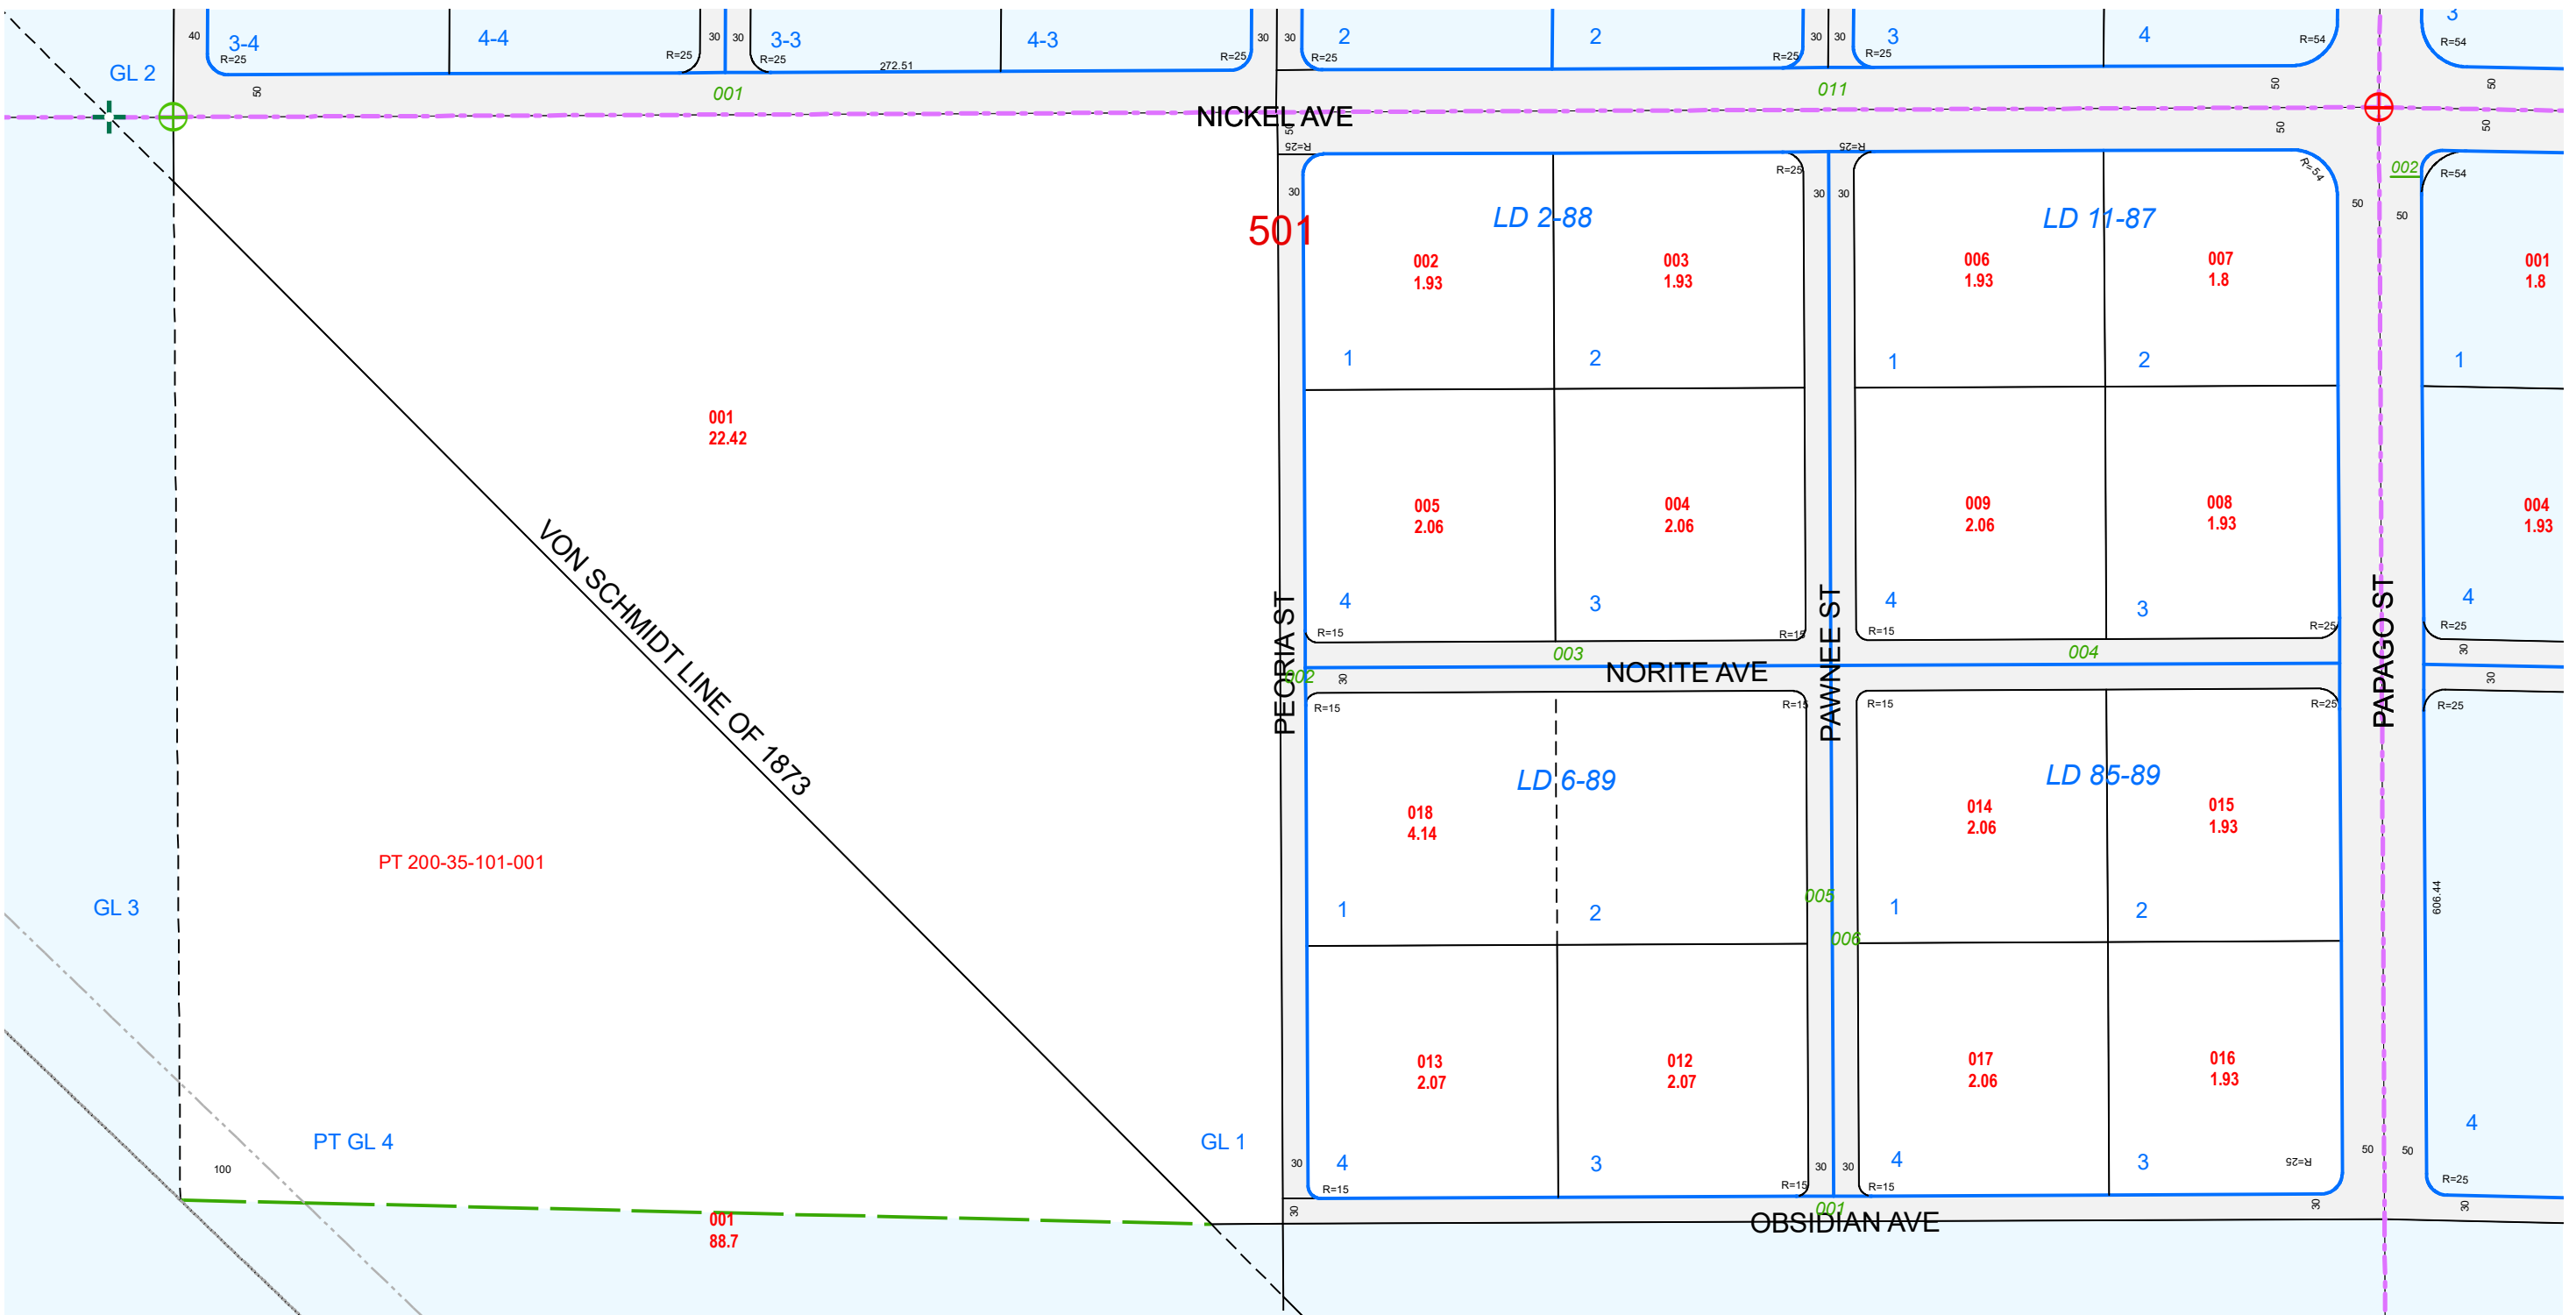 40
3-4
R=25
4-4
R=25
30
30
3-3
R=25
272.51
4-3
R=25
30
30
2
R=25
2
R=25
30
30
3
R=25
4
R=54
3
R=54
GL 2
50
001
NICKEL AVE
50
011
50
50
50
50
R=25
R=25
R=25
R=54
002
R=54
30
30
30
50
50
501
LD 2-88
LD 11-87
002
1.93
003
1.93
006
1.93
007
1.8
001
1.8
1
2
1
2
1
001
22.42
005
2.06
004
2.06
009
2.06
008
1.93
004
1.93
VON SCHMIDT LINE OF 1873
4
3
4
3
4
R=15
R=15
R=15
R=25
R=25
PEORIA ST
PAWNEE ST
PAPAGO ST
003
004
30
002
30
NORITE AVE
30
R=15
R=15
R=15
R=25
R=25
LD 6-89
LD 85-89
018
4.14
014
2.06
015
1.93
PT 200-35-101-001
GL 3
1
2
005
1
2
606.44
006
013
2.07
012
2.07
017
2.06
016
1.93
PT GL 4
GL 1
4
100
30
4
3
30
30
4
3
R=25
50
50
R=15
R=15
R=15
R=25
001
88.7
30
001
OBSIDIAN AVE
30
30